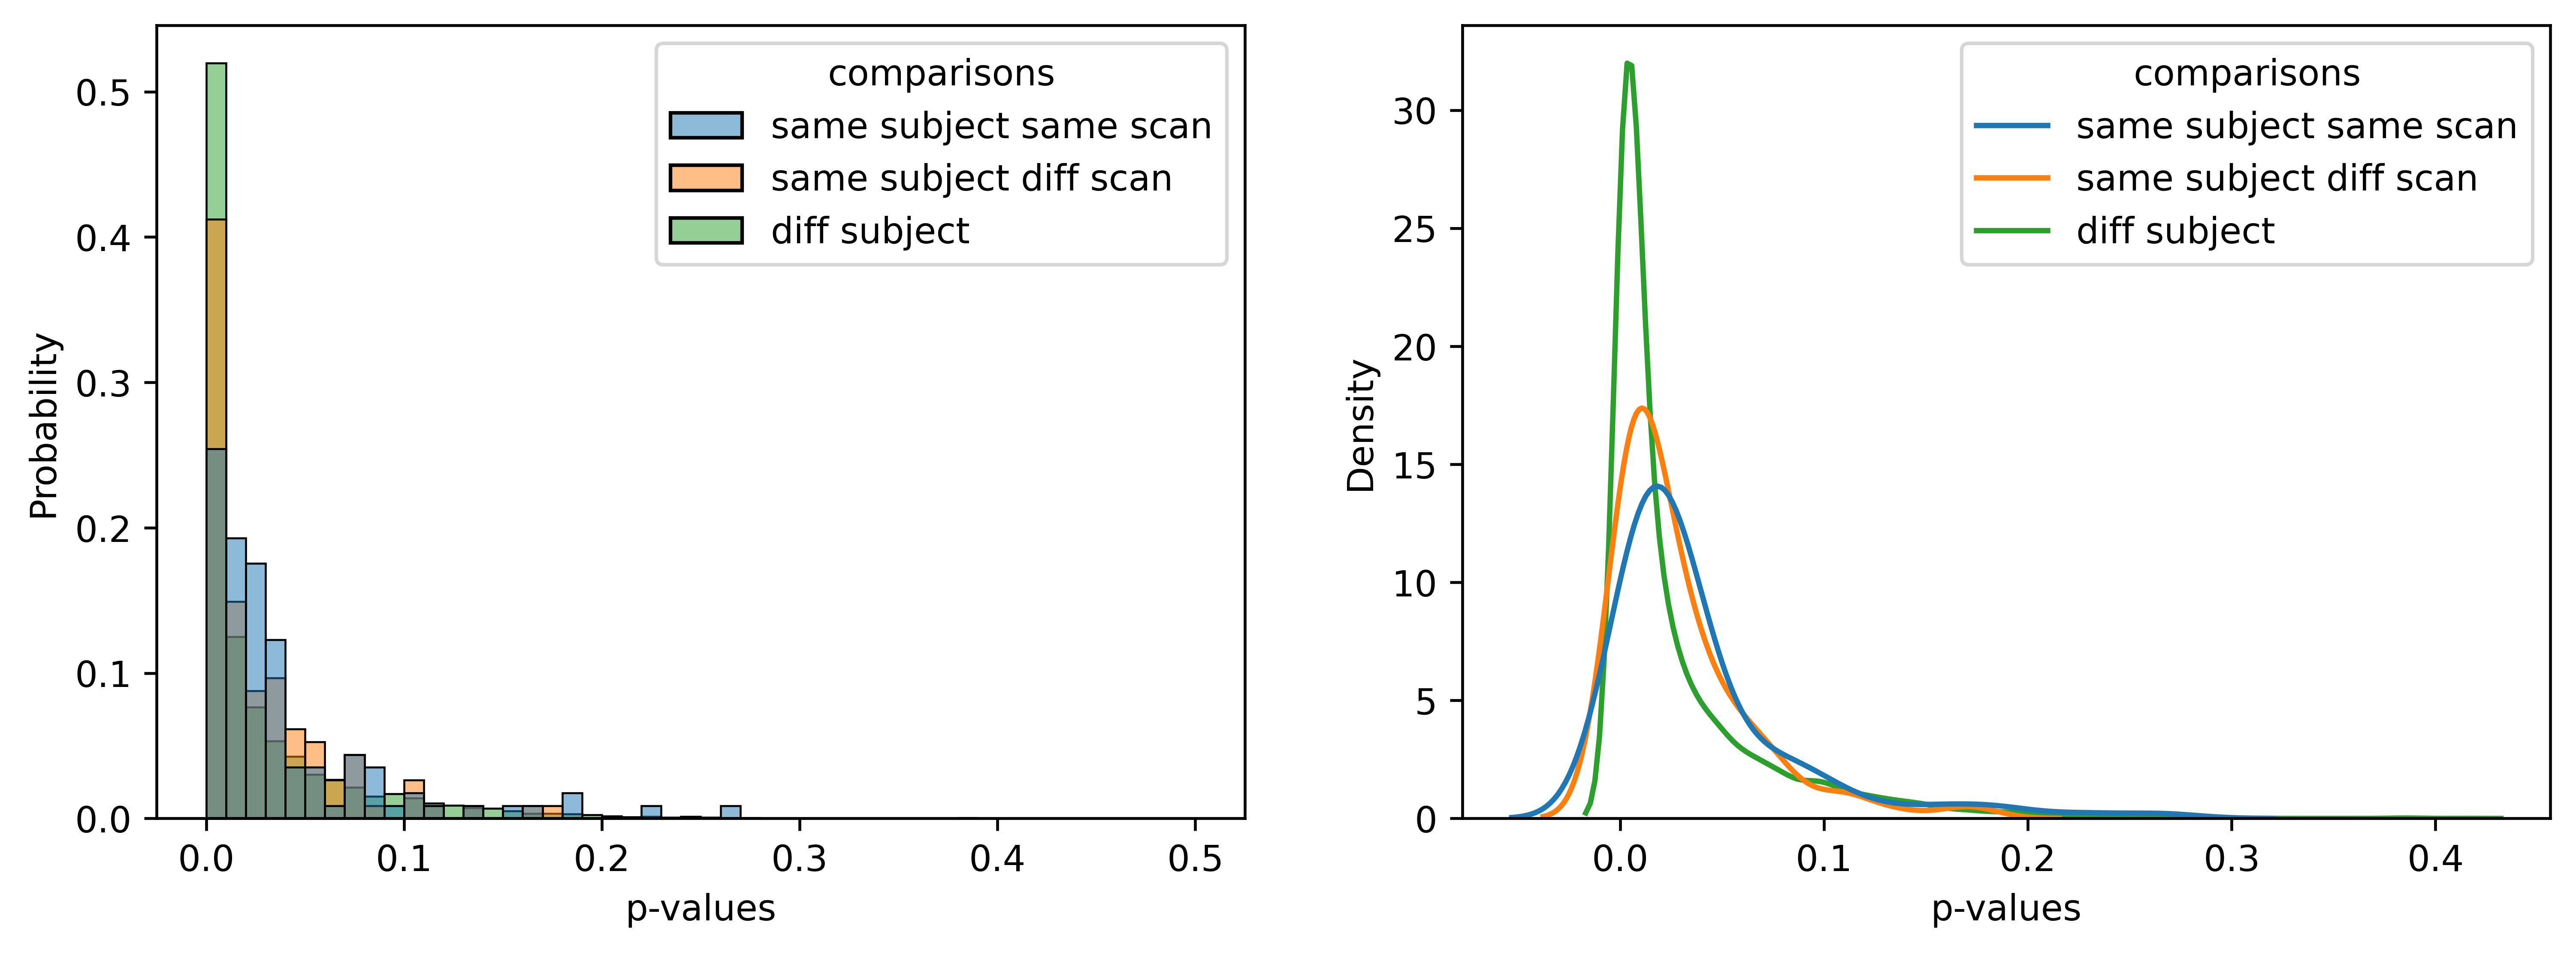 comparisons
same subject same scan
same subject diff scan
diff subject
Probability
0.5
0.4
0.3
0.2
0.1
0.0
0.0 0.1 0.2 0.3 0.4 0.5
p-values
comparisons
same subject same scan
same subject diff scan
diff subject
Density
30
25
20
15
10
5
0
0.0 0.1 0.2 0.3 0.4
p-values